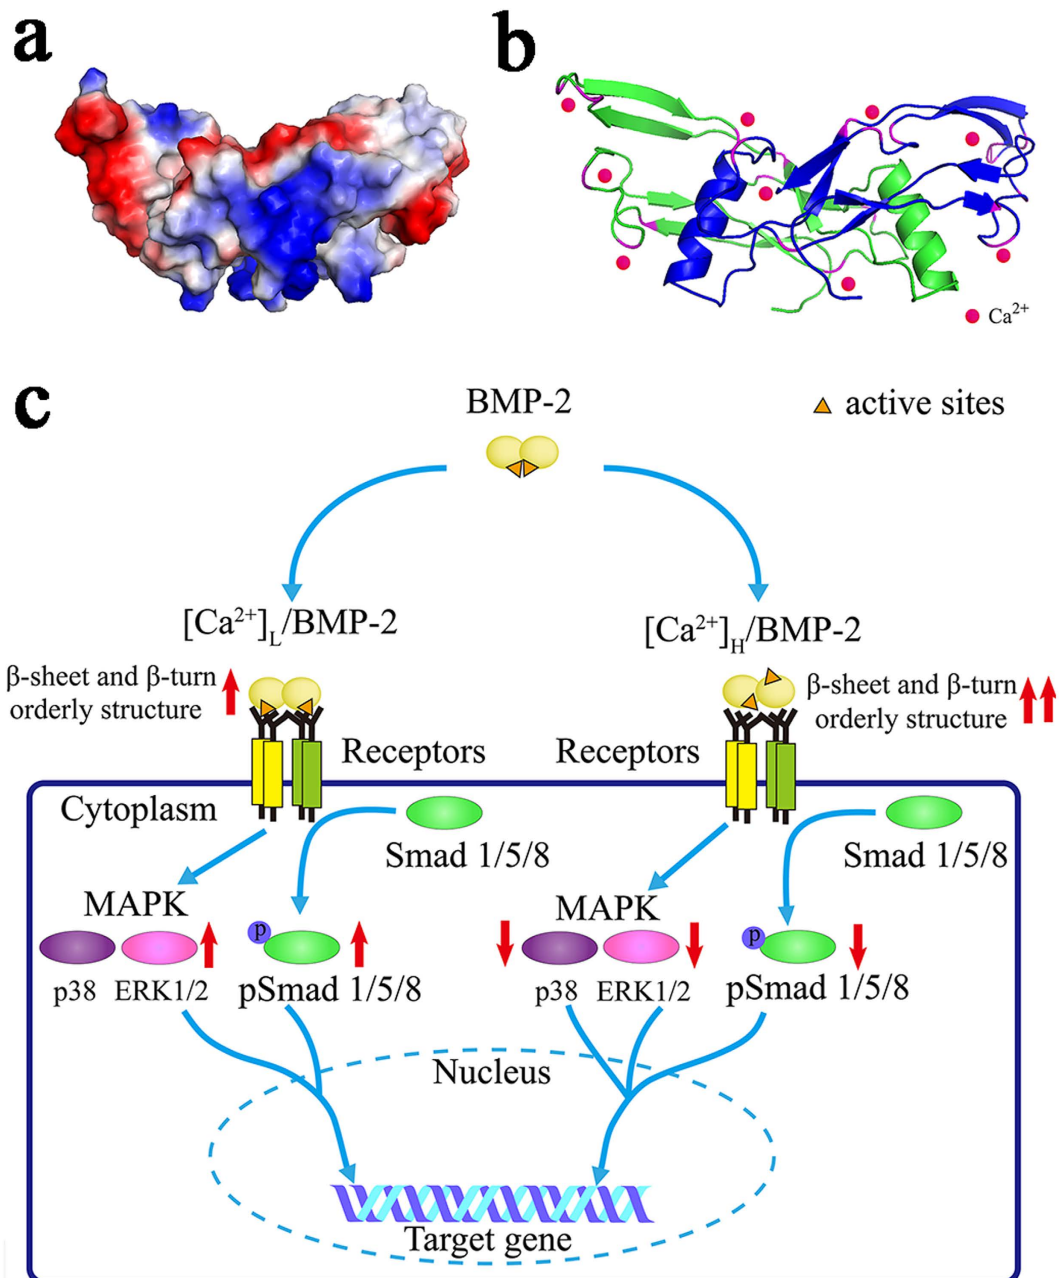 a
b
Ca²⁺
c
BMP-2
active sites
[Ca²⁺]L/BMP-2
[Ca²⁺]H/BMP-2
β-sheet and β-turn
orderly structure
β-sheet and β-turn
orderly structure
Receptors
Receptors
Cytoplasm
Smad 1/5/8
Smad 1/5/8
MAPK
MAPK
p
p
p38
ERK1/2
pSmad 1/5/8
p38
ERK1/2
pSmad 1/5/8
Nucleus
Target gene